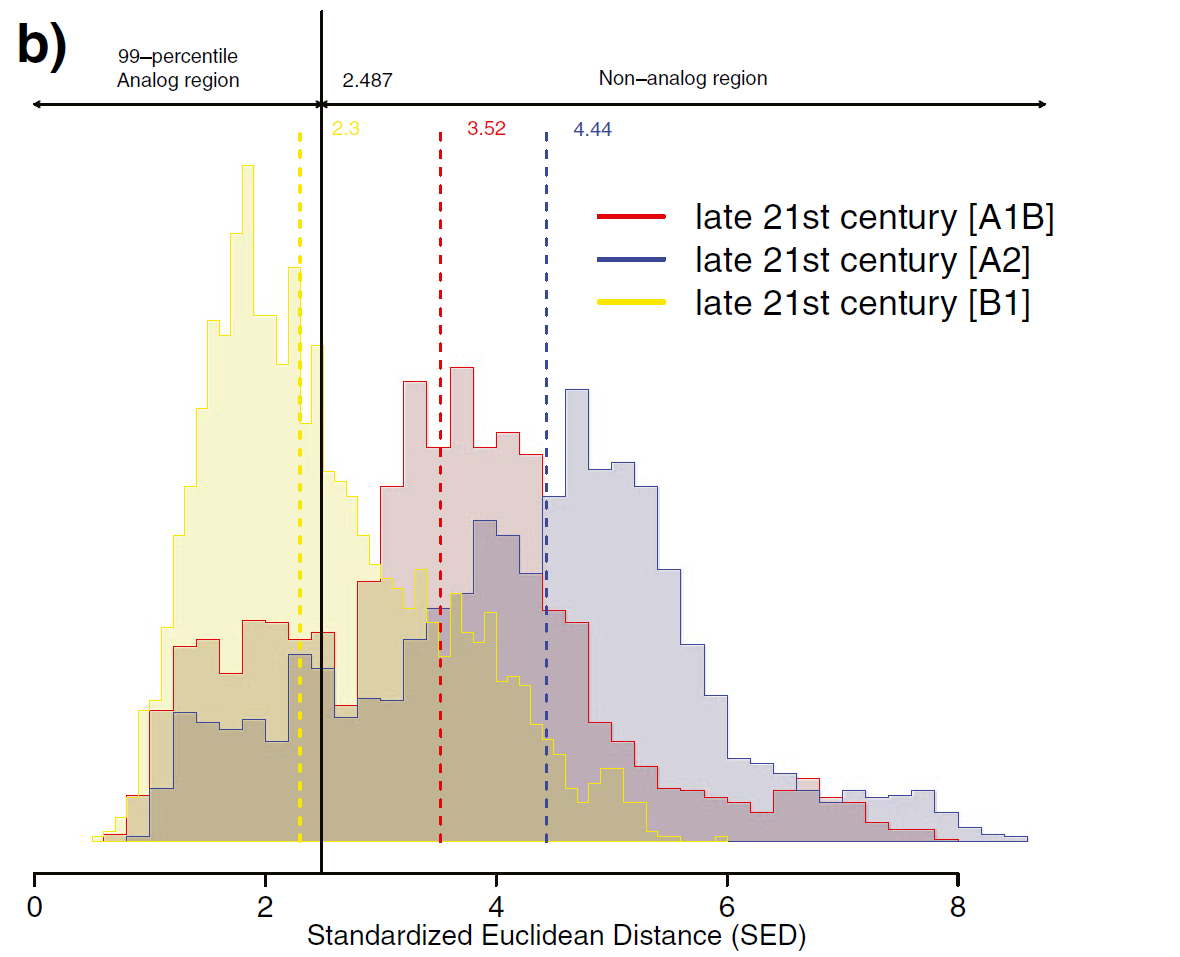 b)
99–percentile
Analog region
2.487
Non–analog region
2.3
3.52
4.44
late 21st century [A1B]
late 21st century [A2]
late 21st century [B1]
0 2 4 6 8
Standardized Euclidean Distance (SED)